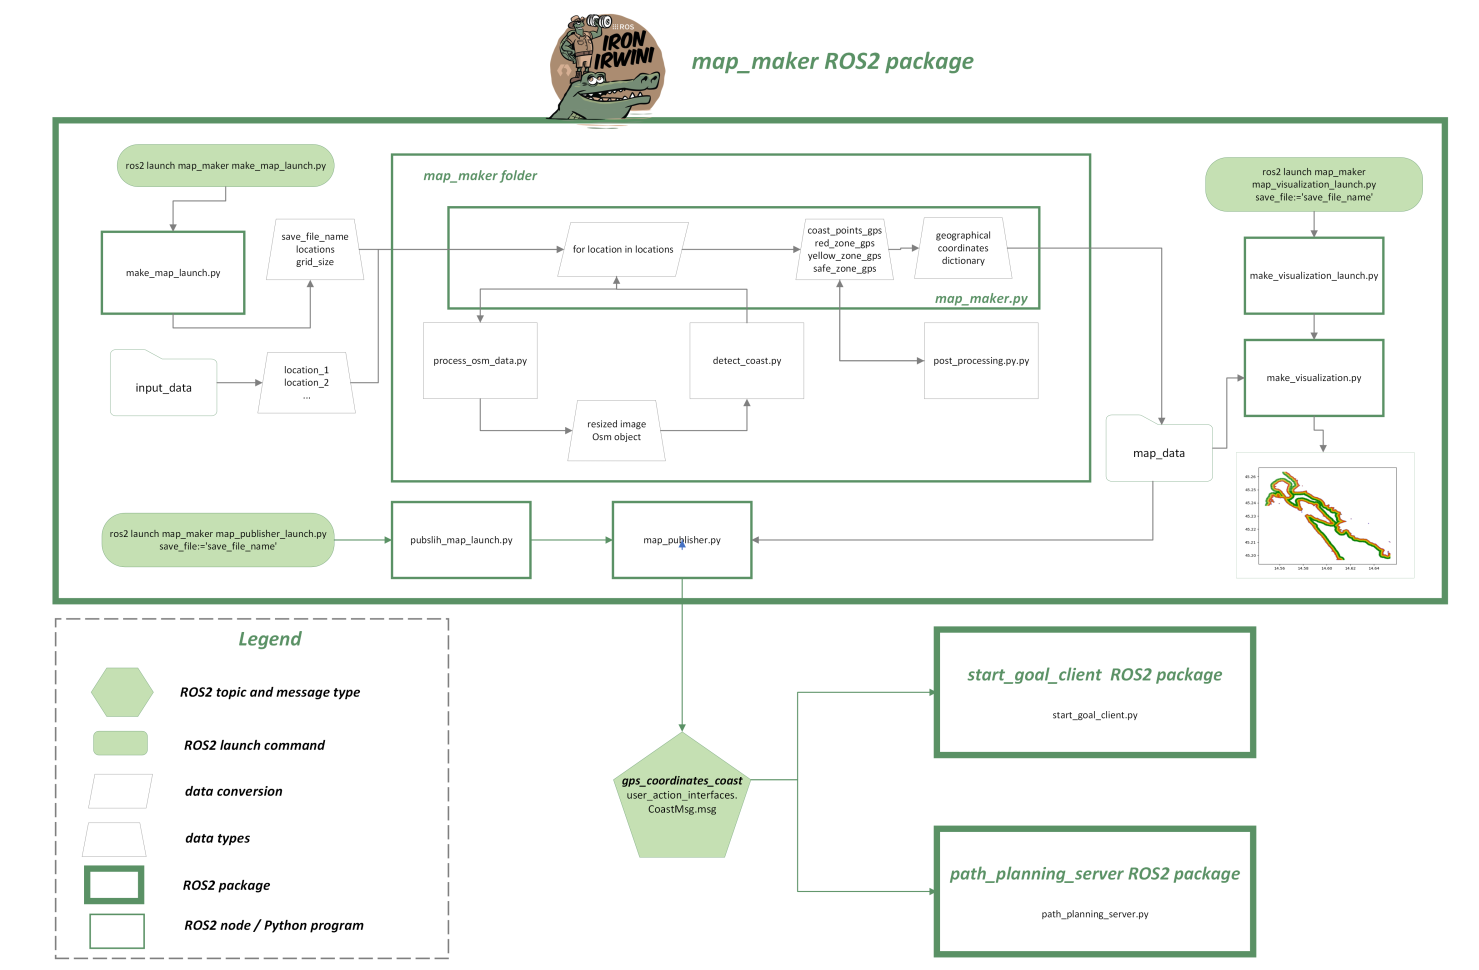 ROS
IRON
IRWINI
map_maker ROS2 package
ros2 launch map_maker make_map_launch.py
make_map_launch.py
save_file_name
locations
grid_size
input_data
location_1
location_2
...
map_maker folder
for location in locations
coast_points_gps
red_zone_gps
yellow_zone_gps
safe_zone_gps
geographical
coordinates
dictionary
map_maker.py
process_osm_data.py
detect_coast.py
post_processing.py.py
resized image
Osm object
ros2 launch map_maker
map_visualization_launch.py
save_file:='save_file_name'
make_visualization_launch.py
make_visualization.py
map_data
45.26
45.25
45.24
45.23
45.22
45.21
45.20
14.56
14.58
14.60
14.62
14.64
ros2 launch map_maker map_publisher_launch.py
save_file:='save_file_name'
pubslih_map_launch.py
map_publisher.py
Legend
ROS2 topic and message type
ROS2 launch command
data conversion
data types
ROS2 package
ROS2 node / Python program
gps_coordinates_coast
user_action_interfaces.
CoastMsg.msg
start_goal_client ROS2 package
start_goal_client.py
path_planning_server ROS2 package
path_planning_server.py